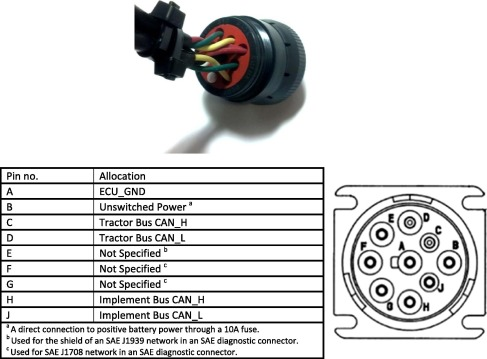 Pin no. Allocation
A ECU_GND
B Unswitched Power a
C Tractor Bus CAN_H
D Tractor Bus CAN_L
E Not Specified b
F Not Specified c
G Not Specified c
H Implement Bus CAN_H
J Implement Bus CAN_L
a A direct connection to positive battery power through a 10A fuse.
b Used for the shield of an SAE J1939 network in an SAE diagnostic connector.
c Used for SAE J1708 network in an SAE diagnostic connector.
E D
C
F A B
J
G H